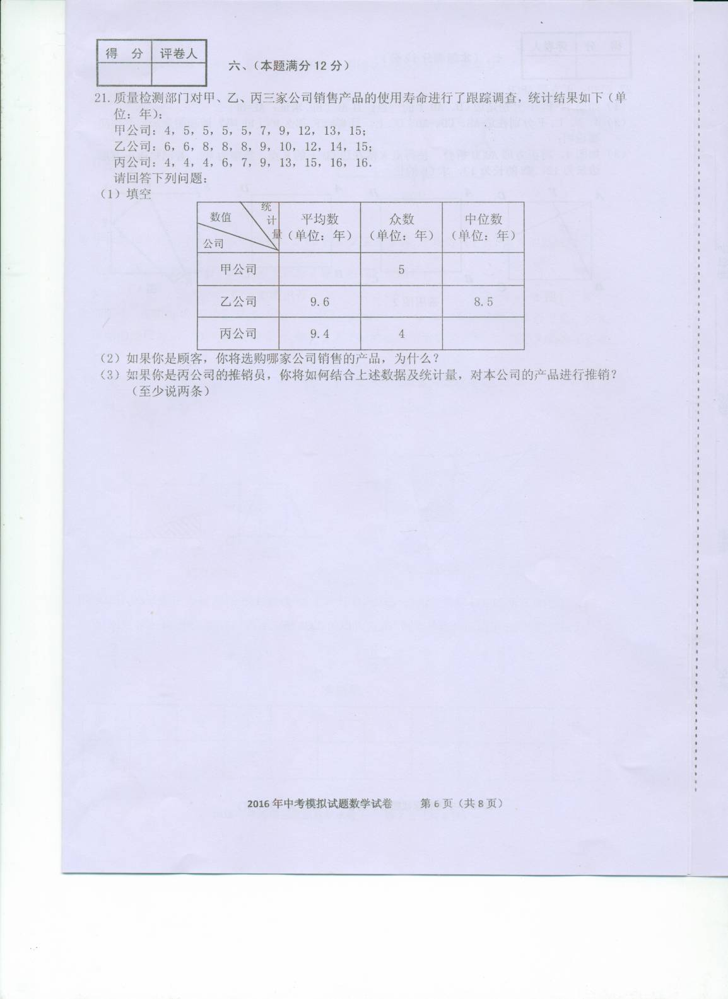 得 分 评卷人
六、（本题满分12分）
21. 质量检测部门对甲、乙、丙三家公司销售产品的使用寿命进行了跟踪调查，统计结果如下（单
位：年）：
甲公司：4，5，5，5，5，7，9，12，13，15；
乙公司：6，6，8，8，8，9，10，12，14，15；
丙公司：4，4，4，6，7，9，13，15，16，16.
请回答下列问题：
（1）填空
数值 统计量 公司 平均数（单位：年） 众数（单位：年） 中位数（单位：年）
甲公司 5
乙公司 9.6 8.5
丙公司 9.4 4
（2）如果你是顾客，你将选购哪家公司销售的产品，为什么？
（3）如果你是丙公司的推销员，你将如何结合上述数据及统计量，对本公司的产品进行推销？
（至少说两条）
2016年中考模拟试题数学试卷 第6页（共8页）